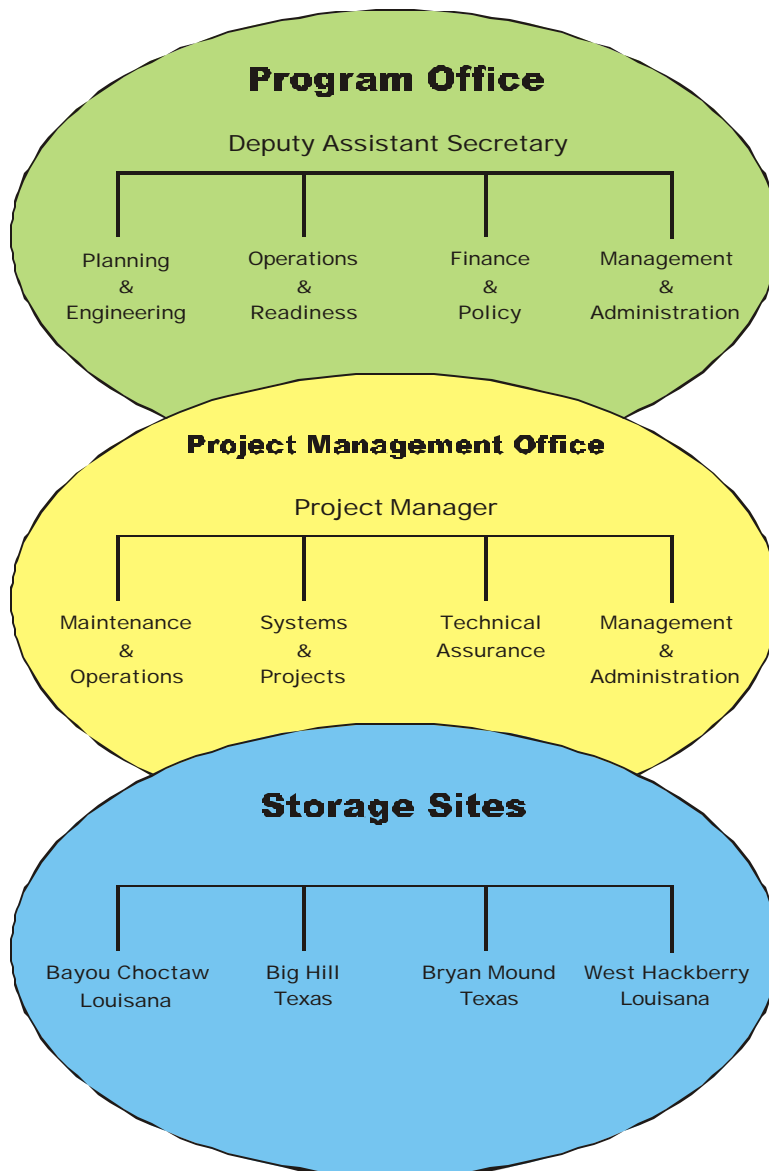 Program Office
Deputy Assistant Secretary
Planning
&
Engineering
Operations
&
Readiness
Finance
&
Policy
Management
&
Administration
Project Management Office
Project Manager
Maintenance
&
Operations
Systems
&
Projects
Technical
Assurance
Management
&
Administration
Storage Sites
Bayou Choctaw
Louisana
Big Hill
Texas
Bryan Mound
Texas
West Hackberry
Louisana